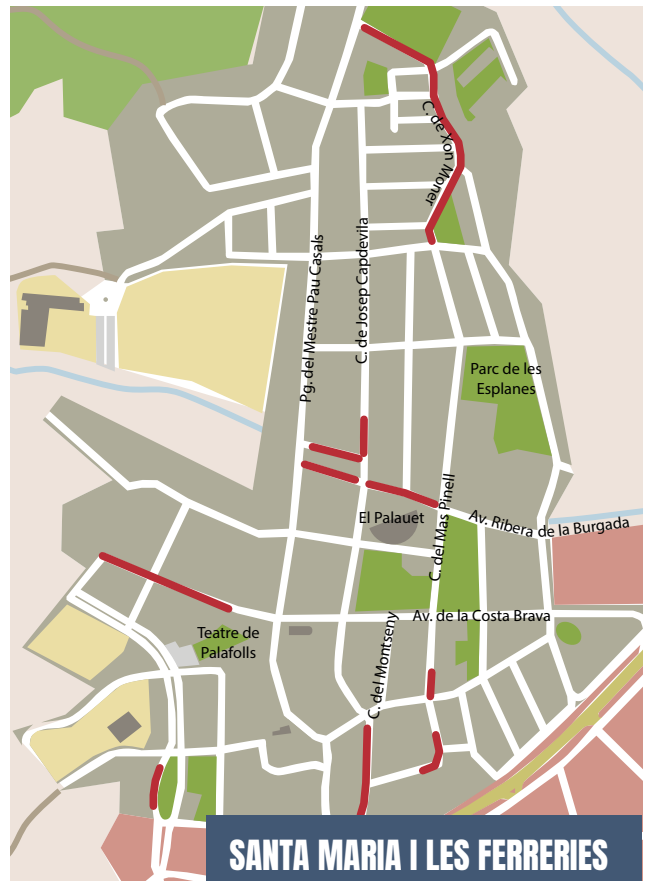 C. de Xon Moner
C. de Josep Capdevila
Pg. del Mestre Pau Casals
Parc de les
Esplanes
El Palauet
C. del Mas Pinell
Av. Ribera de la Burgada
Teatre de
Palafolls
C. del Montseny
Av. de la Costa Brava
SANTA MARIA I LES FERRERIES